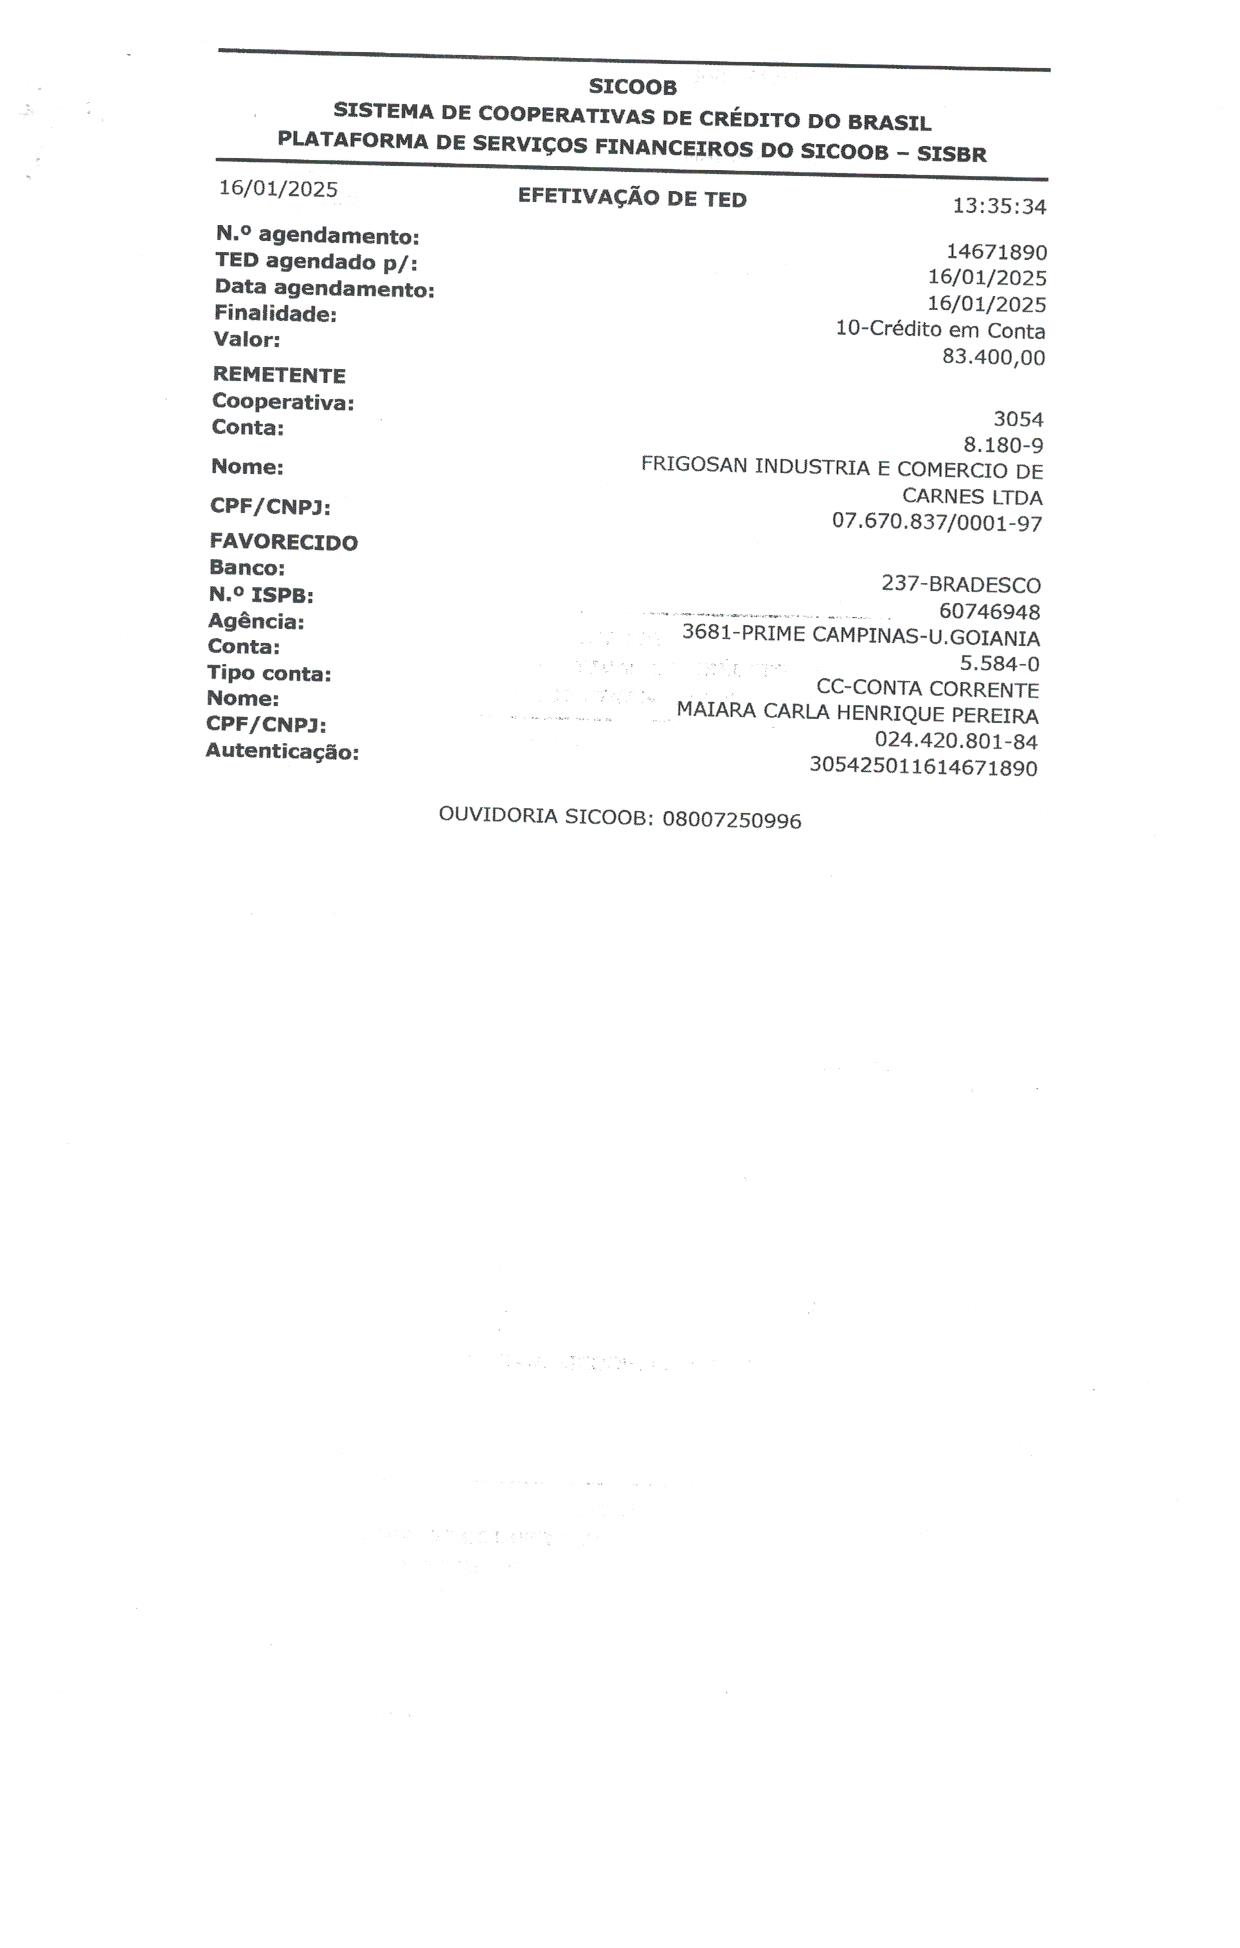 SICOOB
SISTEMA DE COOPERATIVAS DE CRÉDITO DO BRASIL
PLATAFORMA DE SERVIÇOS FINANCEIROS DO SICOOB – SISBR
16/01/2025 EFETIVAÇÃO DE TED 13:35:34
N.º agendamento: 14671890
TED agendado p/: 16/01/2025
Data agendamento: 16/01/2025
Finalidade: 10-Crédito em Conta
Valor: 83.400,00
REMETENTE
Cooperativa: 3054
Conta: 8.180-9
Nome: FRIGOSAN INDUSTRIA E COMERCIO DE
CARNES LTDA
CPF/CNPJ: 07.670.837/0001-97
FAVORECIDO
Banco: 237-BRADESCO
N.º ISPB: 60746948
Agência: 3681-PRIME CAMPINAS-U.GOIANIA
Conta: 5.584-0
Tipo conta: CC-CONTA CORRENTE
Nome: MAIARA CARLA HENRIQUE PEREIRA
CPF/CNPJ: 024.420.801-84
Autenticação: 305425011614671890
OUVIDORIA SICOOB: 08007250996